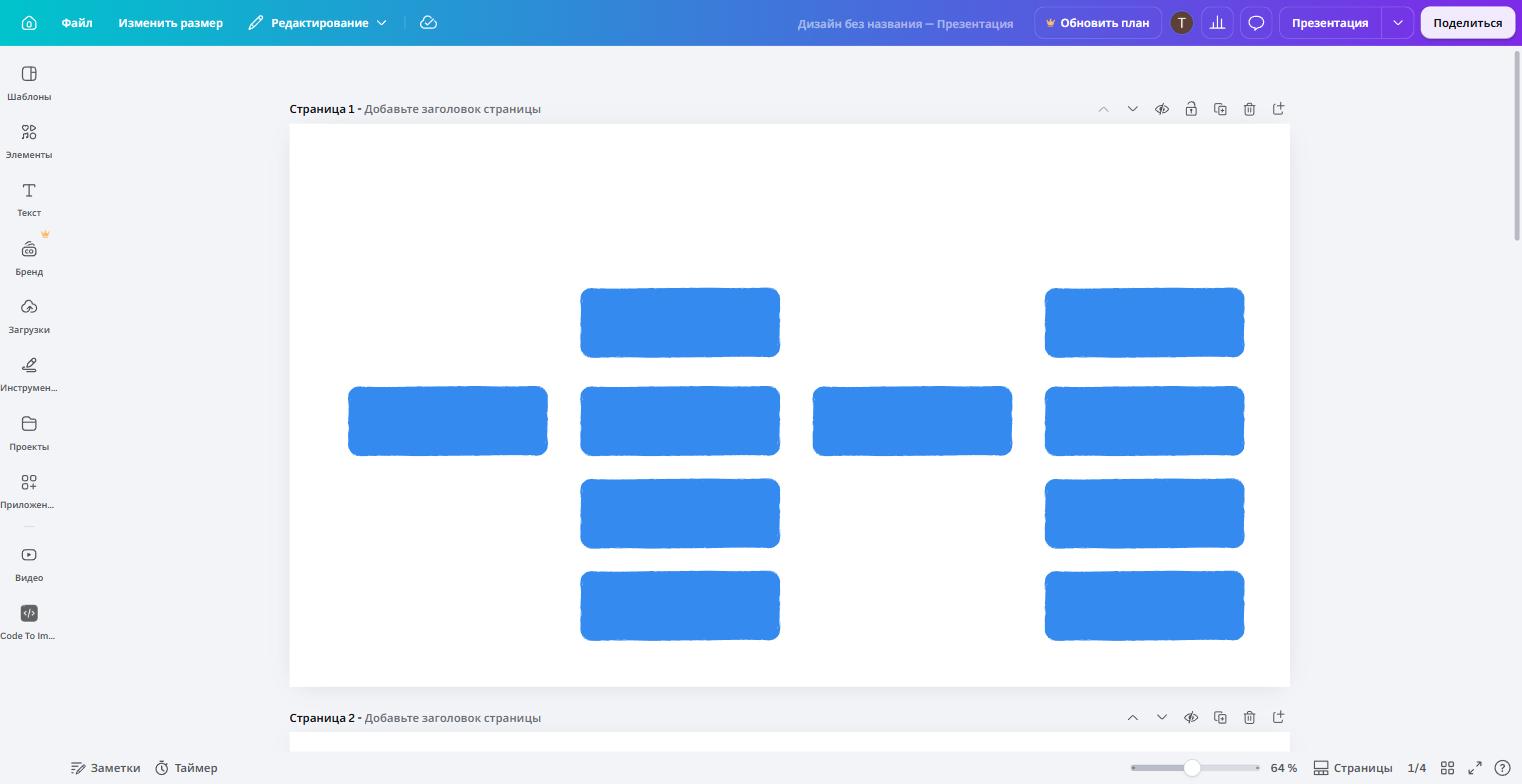 Файл
Изменить размер
Редактирование
Дизайн без названия — Презентация
Обновить план
T
Презентация
Поделиться
Шаблоны
Элементы
Текст
Бренд
Загрузки
Инструмен...
Проекты
Приложен...
Видео
Code To Im...
Страница 1 - Добавьте заголовок страницы
Страница 2 - Добавьте заголовок страницы
Заметки
Таймер
64 %
Страницы
1/4